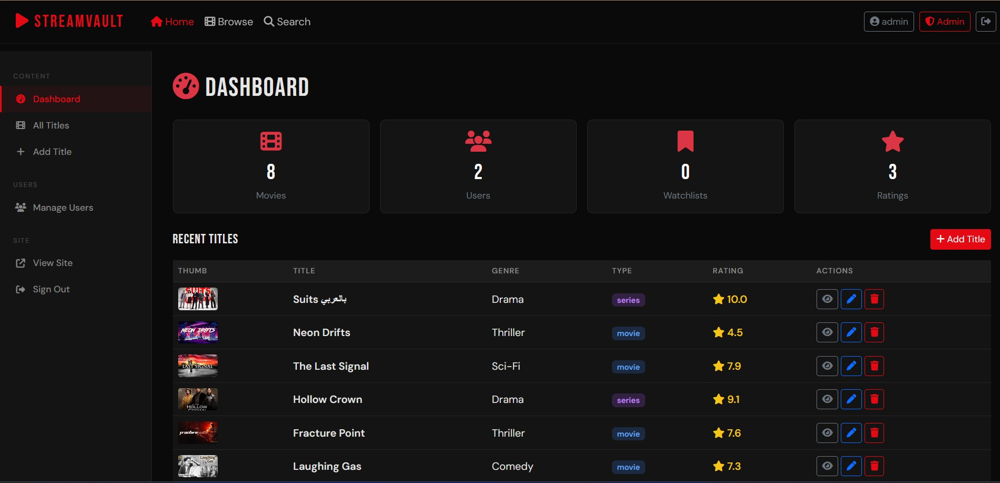 STREAMVAULT Home Browse Search admin Admin
CONTENT
Dashboard
All Titles
Add Title
USERS
Manage Users
SITE
View Site
Sign Out
DASHBOARD
8
Movies
2
Users
0
Watchlists
3
Ratings
RECENT TITLES
Add Title
THUMB TITLE GENRE TYPE RATING ACTIONS
SUITS Suits بالعربي Drama series 10.0
NEON DRIFTS Neon Drifts Thriller movie 4.5
LAST SIGNAL The Last Signal Sci-Fi movie 7.9
HOLLOW CROWN Hollow Crown Drama series 9.1
Fracture Point Thriller movie 7.6
Laughing Gas Laughing Gas Comedy movie 7.3